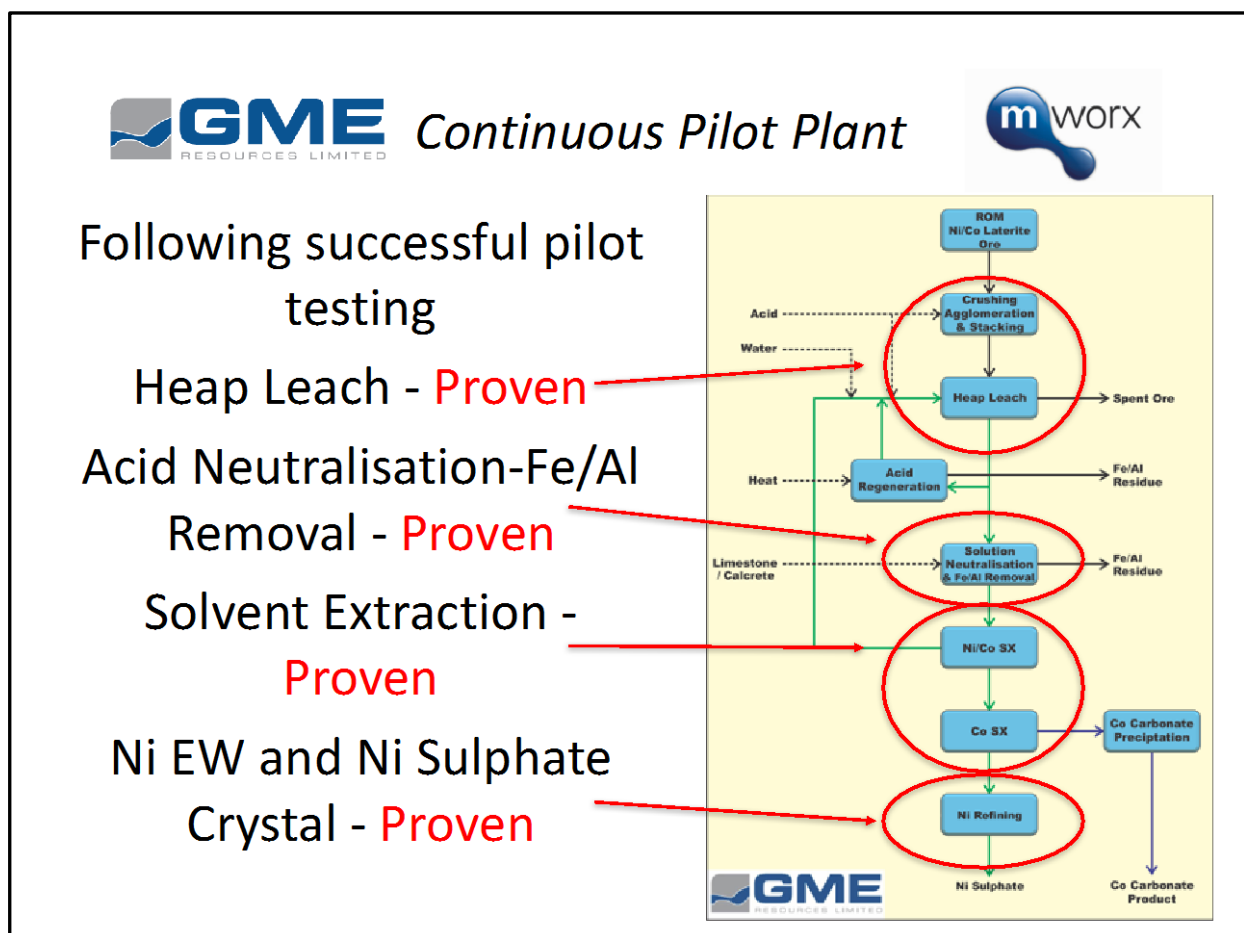 GME
RESOURCES LIMITED
Continuous Pilot Plant
m worx
Following successful pilot
testing
Heap Leach - Proven
Acid Neutralisation-Fe/Al
Removal - Proven
Solvent Extraction -
Proven
Ni EW and Ni Sulphate
Crystal - Proven
ROM
Ni/Co Laterite
Ore
Acid
Crushing
Agglomeration
& Stacking
Water
Heap Leach
Spent Ore
Heat
Acid
Regeneration
Fe/Al
Residue
Limestone
/ Calcrete
Solution
Neutralisation
& Fe/Al Removal
Fe/Al
Residue
Ni/Co SX
Co SX
Co Carbonate
Preciptation
Ni Refining
Ni Sulphate
Co Carbonate
Product
GME
RESOURCES LIMITED